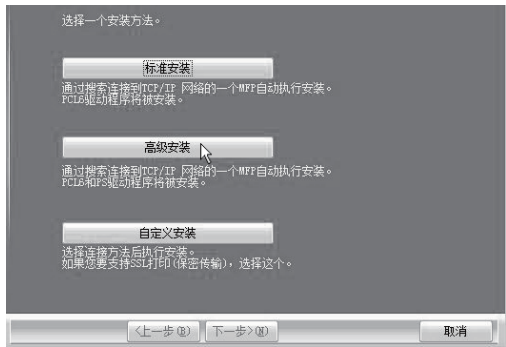 选择一个安装方法。
标准安装
通过搜索连接到TCP/IP 网络的一个MFP自动执行安装。
PCL6驱动程序将被安装。
高级安装
通过搜索连接到TCP/IP 网络的一个MFP自动执行安装。
PCL6和PS驱动程序将被安装。
自定义安装
选择连接方法后执行安装。
如果您要支持SSL打印(保密传输)，选择这个。
<上一步(B) 下一步>(N) 取消